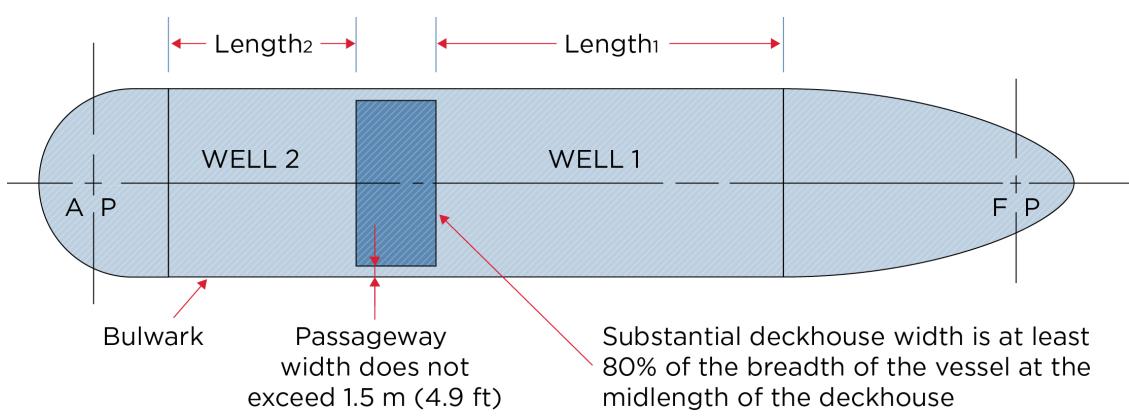 Length2
Length1
WELL 2
WELL 1
A P
F P
Bulwark
Passageway
width does not
exceed 1.5 m (4.9 ft)
Substantial deckhouse width is at least
80% of the breadth of the vessel at the
midlength of the deckhouse